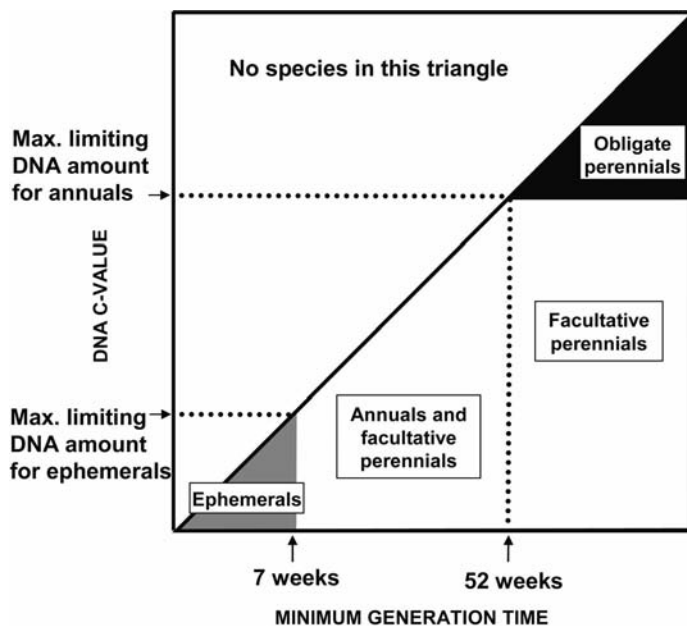 No species in this triangle
Max. limiting
DNA amount
for annuals
Obligate
perennials
DNA C-VALUE
Facultative
perennials
Max. limiting
DNA amount
for ephemerals
Annuals and
facultative
perennials
Ephemerals
7 weeks
52 weeks
MINIMUM GENERATION TIME